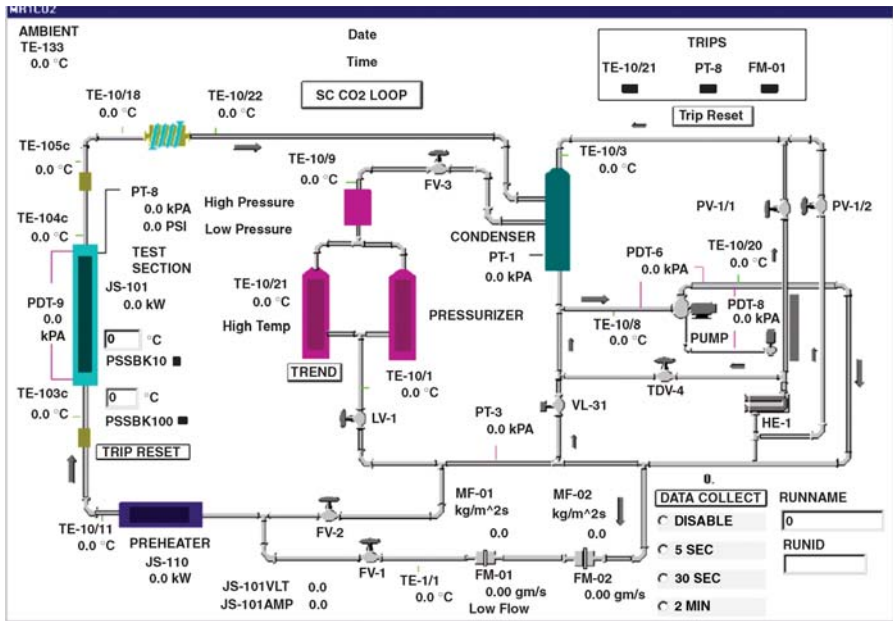 MR1CO2
AMBIENT
TE-133
0.0 °C
Date
Time
SC CO2 LOOP
TRIPS
TE-10/21
PT-8
FM-01
Trip Reset
TE-10/18
0.0 °C
TE-10/22
0.0 °C
TE-105c
0.0 °C
TE-10/9
0.0 °C
FV-3
TE-10/3
0.0 °C
PT-8
0.0 kPA
0.0 PSI
High Pressure
Low Pressure
CONDENSER
PT-1
0.0 kPA
PV-1/1
PV-1/2
TE-104c
0.0 °C
TEST
SECTION
JS-101
0.0 kW
PDT-9
0.0
kPA
TE-10/21
0.0 °C
High Temp
PRESSURIZER
PDT-6
0.0 kPA
TE-10/20
0.0 °C
PDT-8
0.0 kPA
TE-10/8
0.0 °C
PUMP
0
°C
PSSBK10
TREND
TE-10/1
0.0 °C
TDV-4
TE-103c
0.0 °C
0
°C
PSSBK100
LV-1
VL-31
HE-1
PT-3
0.0 kPA
TRIP RESET
TE-10/11
0.0 °C
PREHEATER
JS-110
0.0 kW
FV-2
MF-01
kg/m^2s
0.0
MF-02
kg/m^2s
0.0
0.
DATA COLLECT
DISABLE
5 SEC
30 SEC
2 MIN
RUNNAME
0
RUNID
FV-1
JS-101VLT 0.0
JS-101AMP 0.0
TE-1/1
0.0 °C
FM-01
0.00 gm/s
Low Flow
FM-02
0.00 gm/s